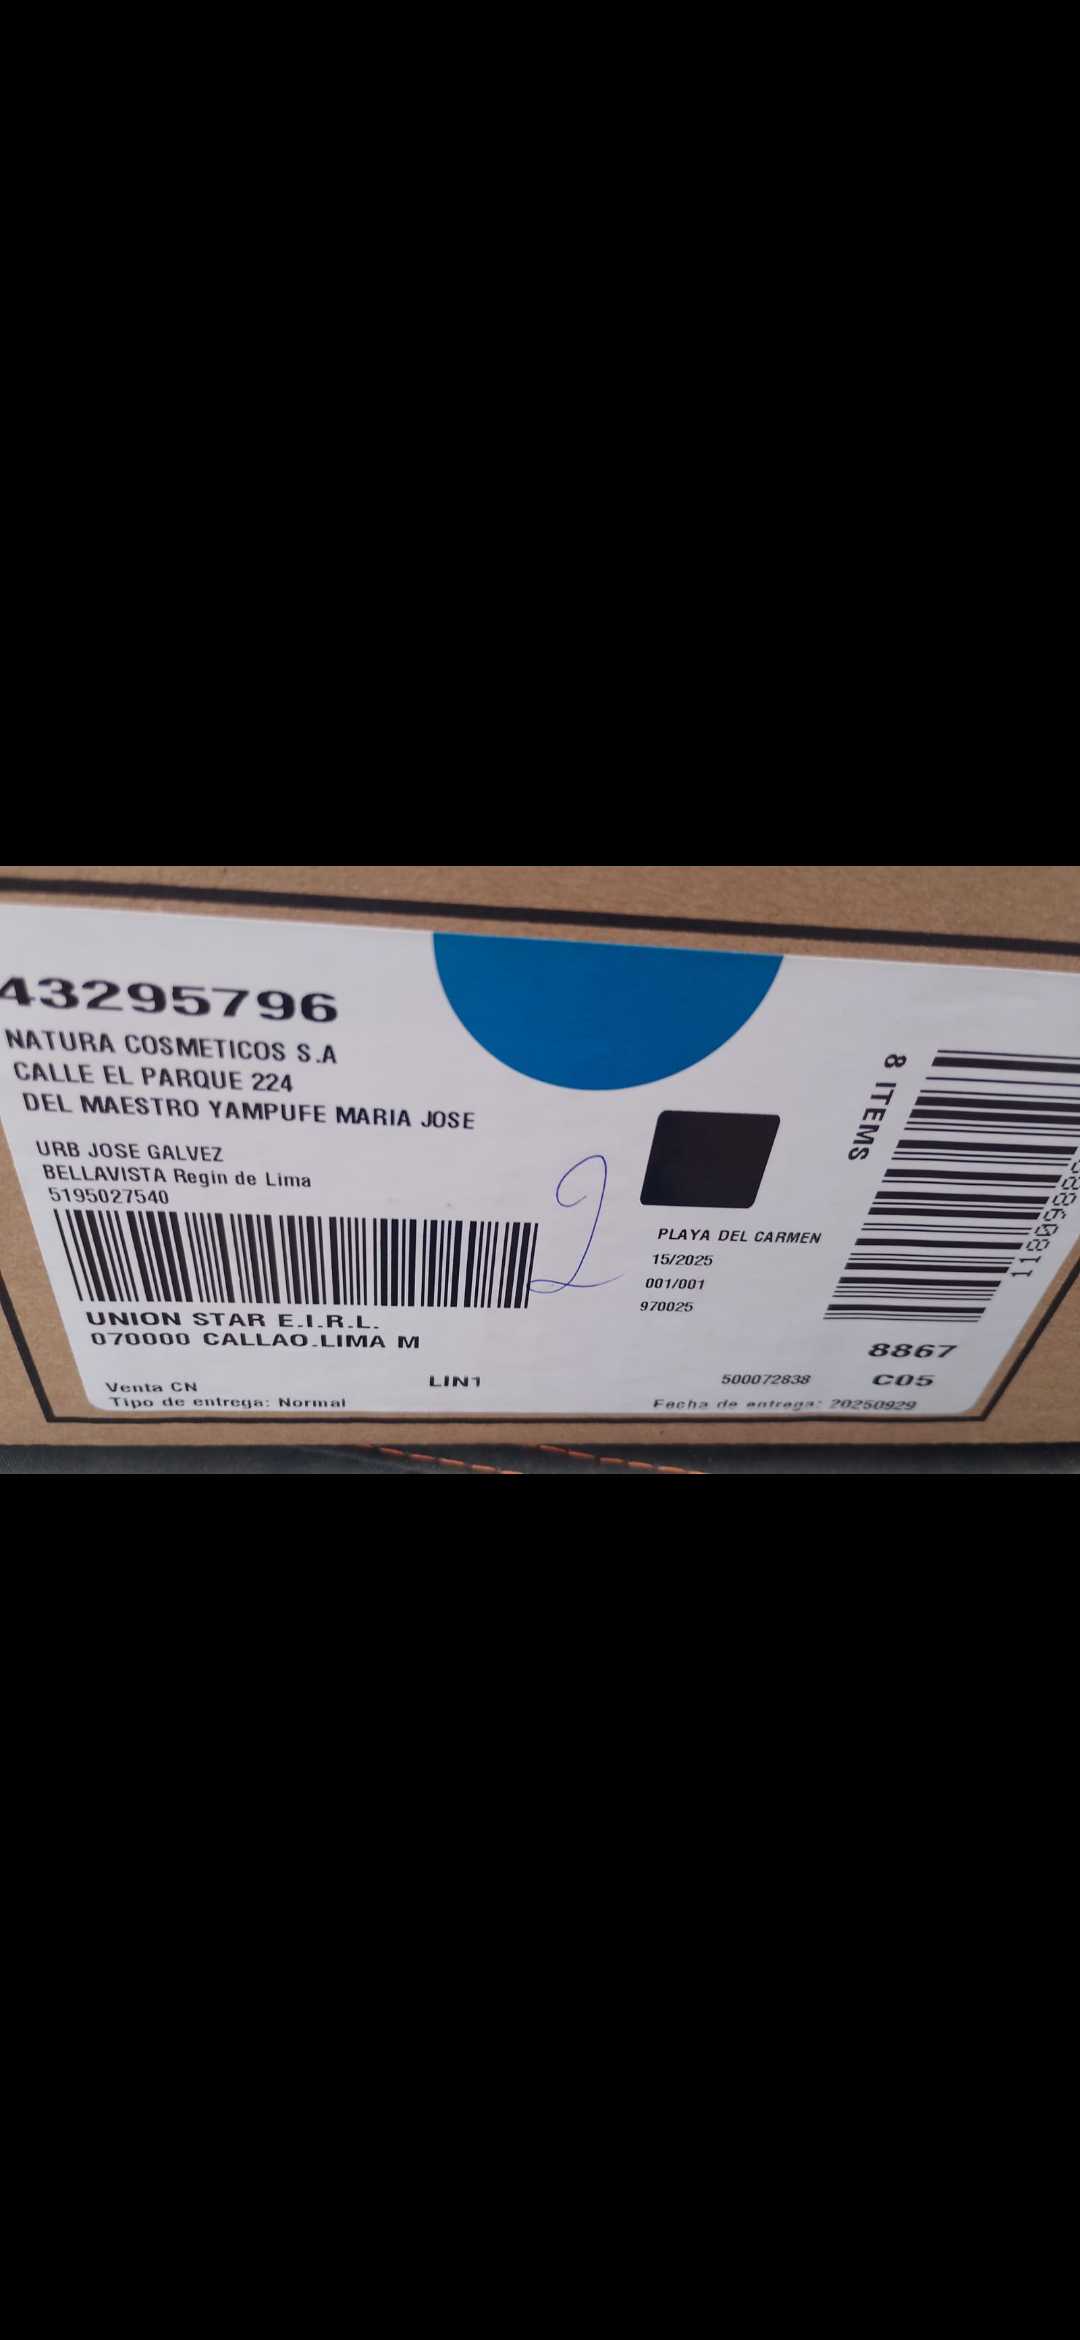 43295796
NATURA COSMETICOS S.A
CALLE EL PARQUE 224
DEL MAESTRO YAMPUFE MARIA JOSE
URB JOSE GALVEZ
BELLAVISTA Regin de Lima
5195027540
UNION STAR E.I.R.L.
070000 CALLAO.LIMA M
Venta CN
Tipo de entrega: Normal
LIN1
2
PLAYA DEL CARMEN
15/2025
001/001
970025
500072838
Fecha de entrega: 20250929
8 ITEMS
8867
C05